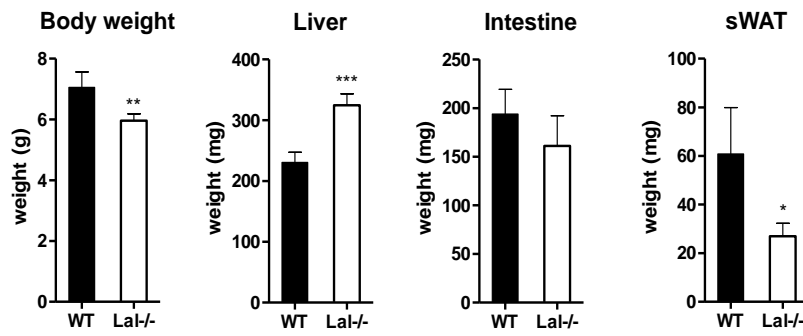 Body weight
weight (g)
8
6
4
2
0
**
WT Lal-/-
Liver
weight (mg)
400
300
200
100
0
***
WT Lal-/-
Intestine
weight (mg)
250
200
150
100
50
0
WT Lal-/-
sWAT
weight (mg)
100
80
60
40
20
0
*
WT Lal-/-